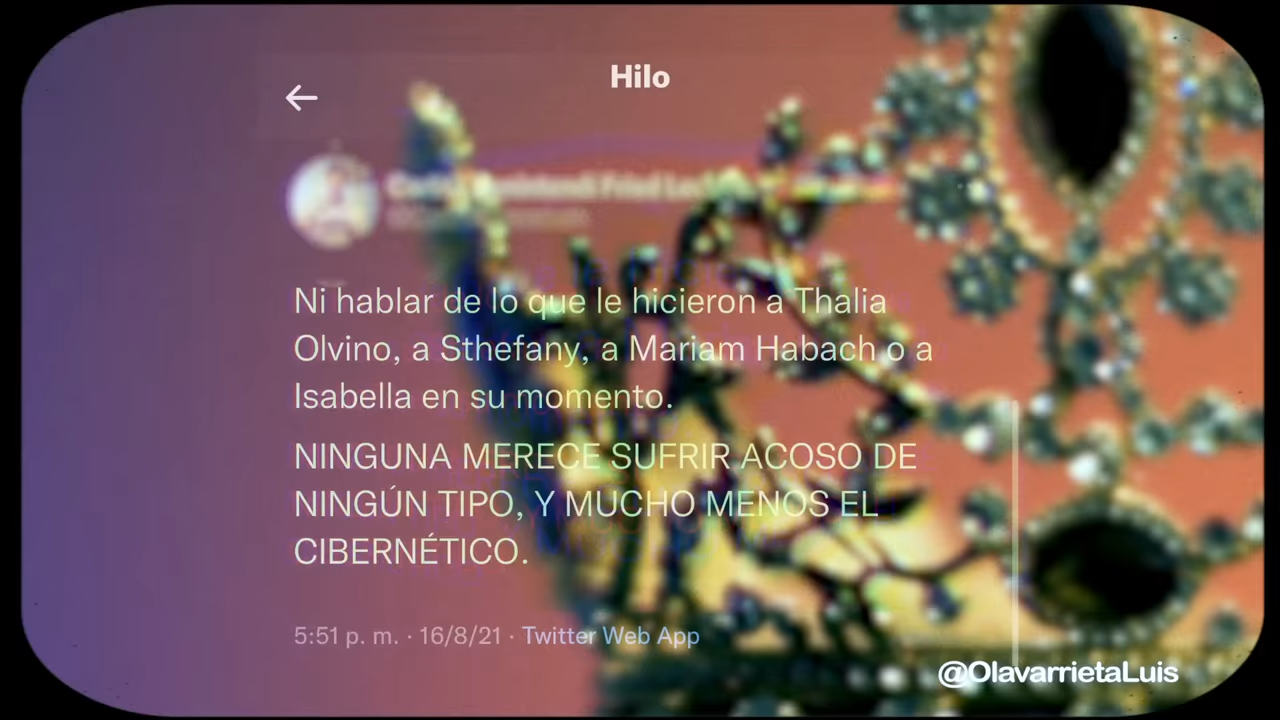 Hilo
Ni hablar de lo que le hicieron a Thalia
Olvino, a Sthefany, a Mariam Habach o a
Isabella en su momento.
NINGUNA MERECE SUFRIR ACOSO DE
NINGÚN TIPO, Y MUCHO MENOS EL
CIBERNÉTICO.
5:51 p. m. · 16/8/21 · Twitter Web App
@OlavarrietaLuis